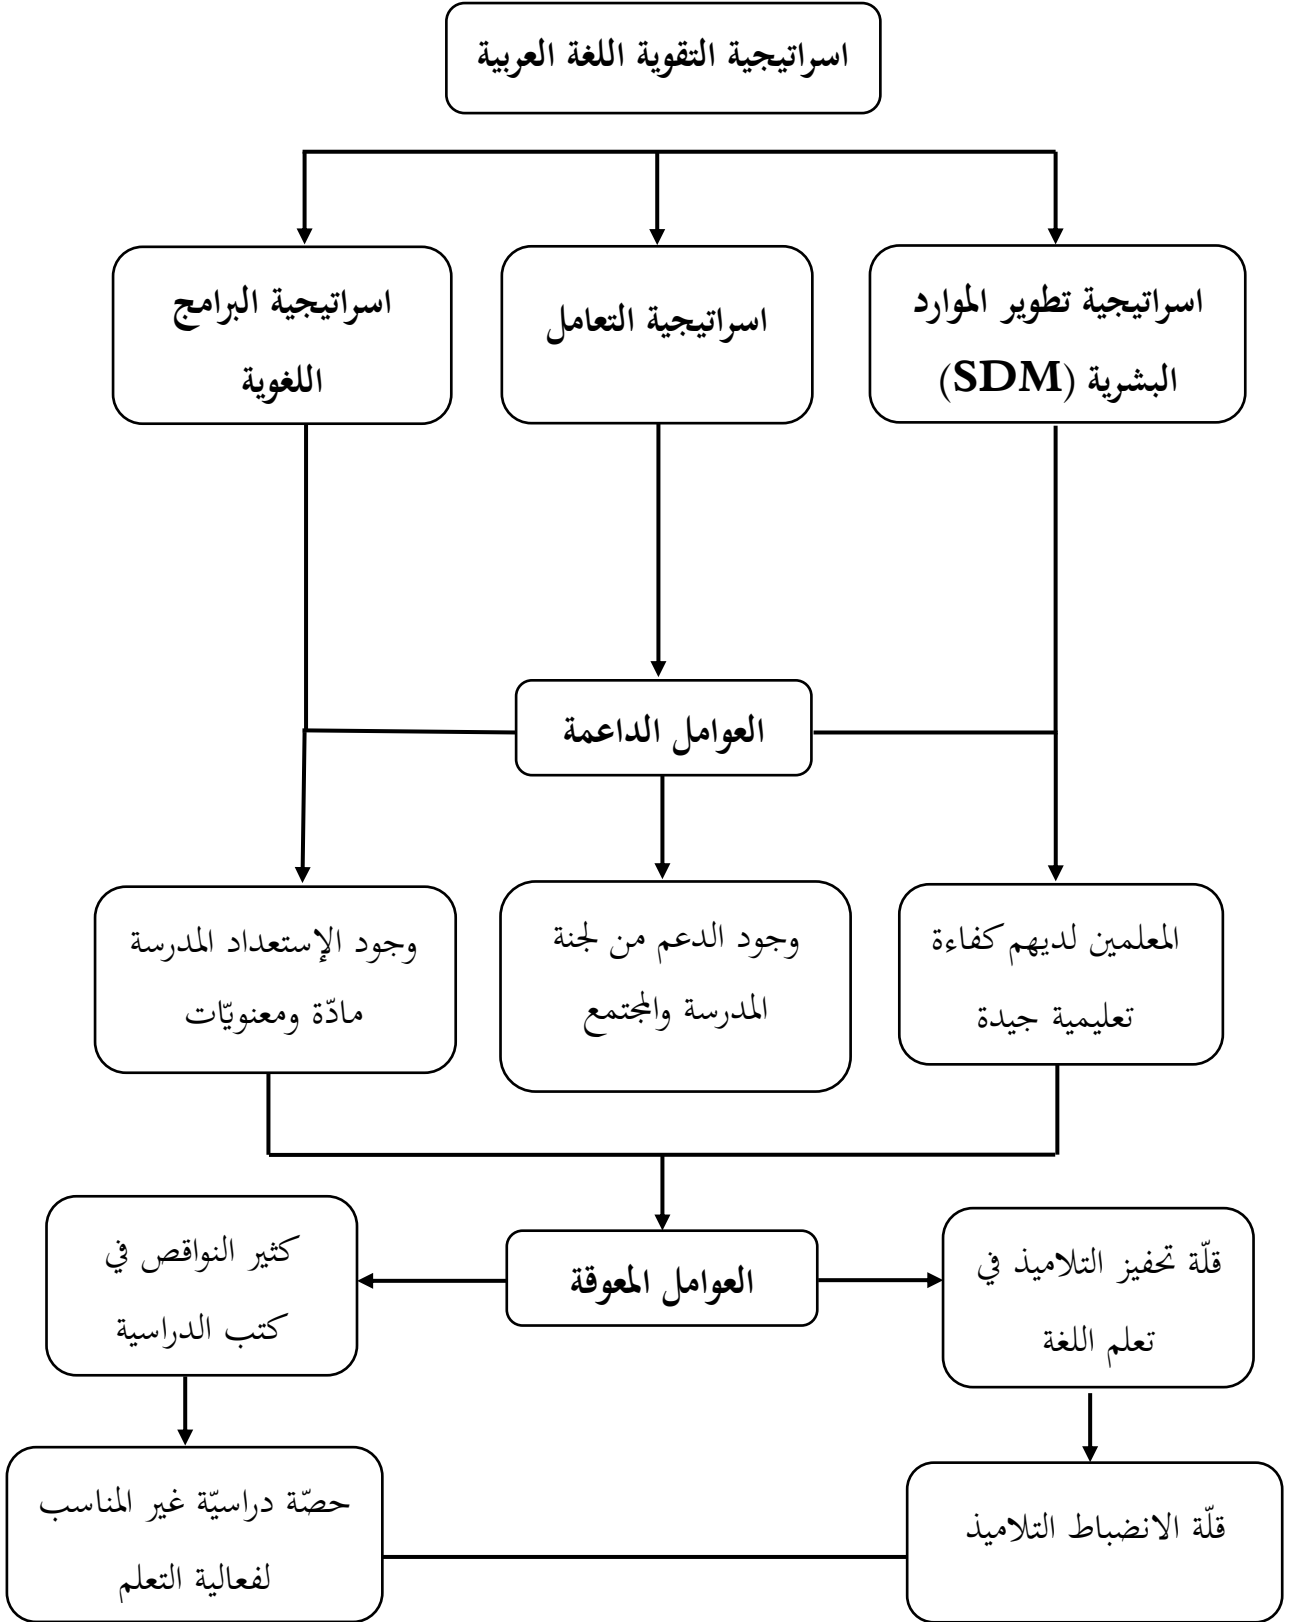 اسراتيجية التقوية اللغة العربية
اسراتيجية تطوير الموارد
البشرية (SDM)
اسراتيجية التعامل
اسراتيجية البرامج
اللغوية
العوامل الداعمة
المعلمين لديهم كفاءة
تعليمية جيدة
وجود الدعم من لجنة
المدرسة والمجتمع
وجود الإستعداد المدرسة
مادّة ومعنويّات
العوامل المعوقة
قلّة تحفيز التلاميذ في
تعلم اللغة
كثير النواقص في
كتب الدراسية
قلّة الانضباط التلاميذ
حصّة دراسيّة غير المناسب
لفعالية التعلم